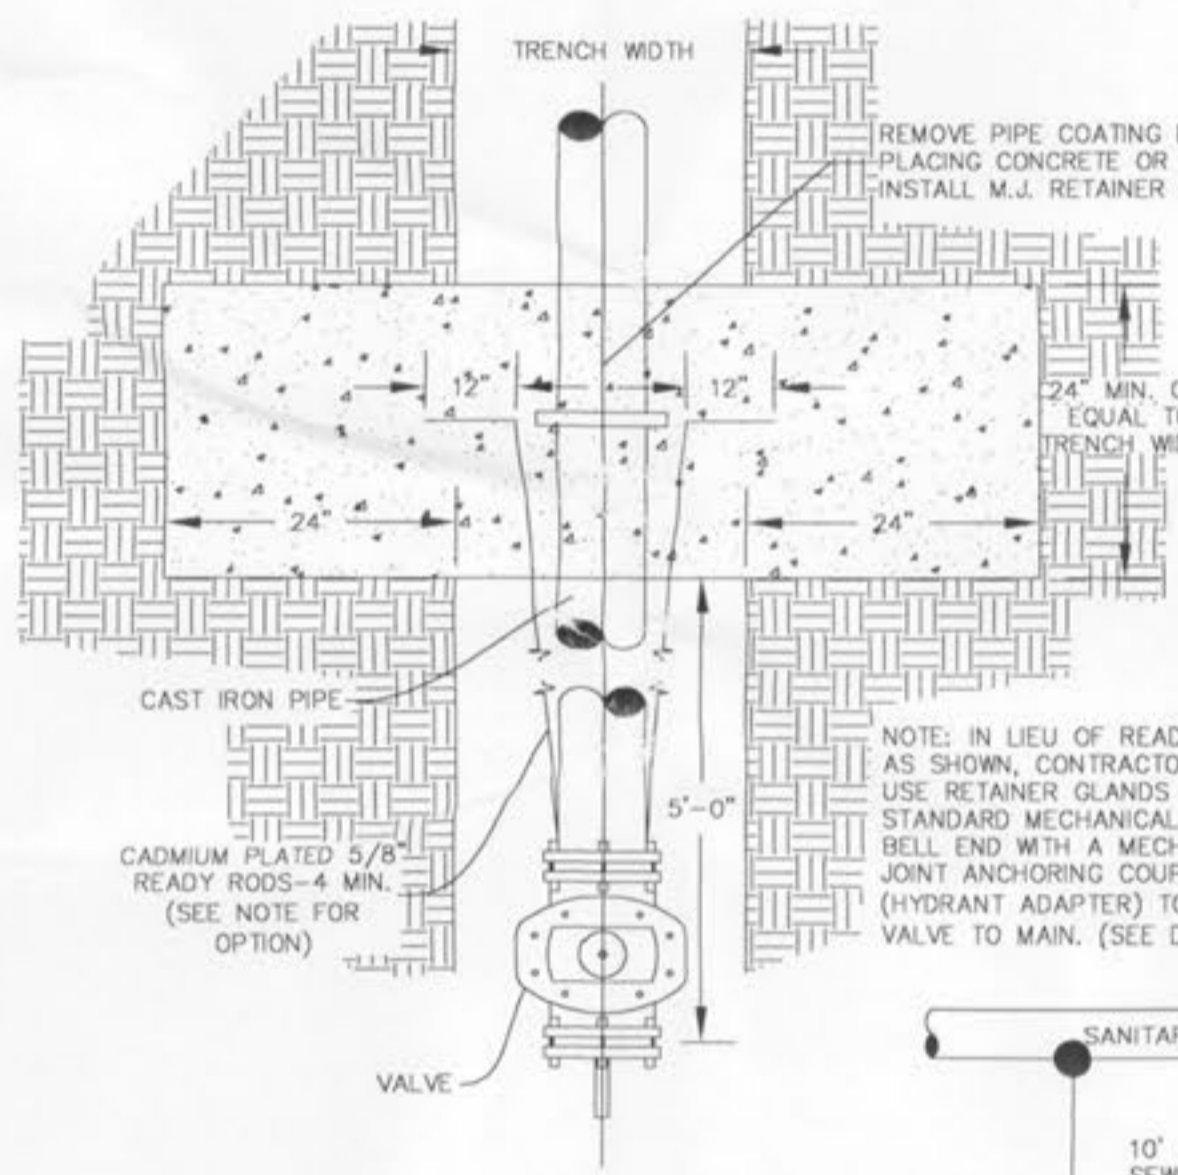 TRENCH WIDTH
REMOVE PIPE COATING
PLACING CONCRETE OR
INSTALL M.J. RETAINER
12"
12"
24" MIN.
EQUAL
TRENCH
24"
24"
CAST IRON PIPE
5'-0"
NOTE: IN LIEU OF
AS SHOWN,
USE RETAINER GLANDS
STANDARD MECHANICAL
BELL END WITH A
JOINT ANCHORING
(HYDRANT ADAPTER)
VALVE TO MAIN. (SEE
CADMIUM PLATED 5/8"
READY RODS-4 MIN.
(SEE NOTE FOR
OPTION)
VALVE
10'